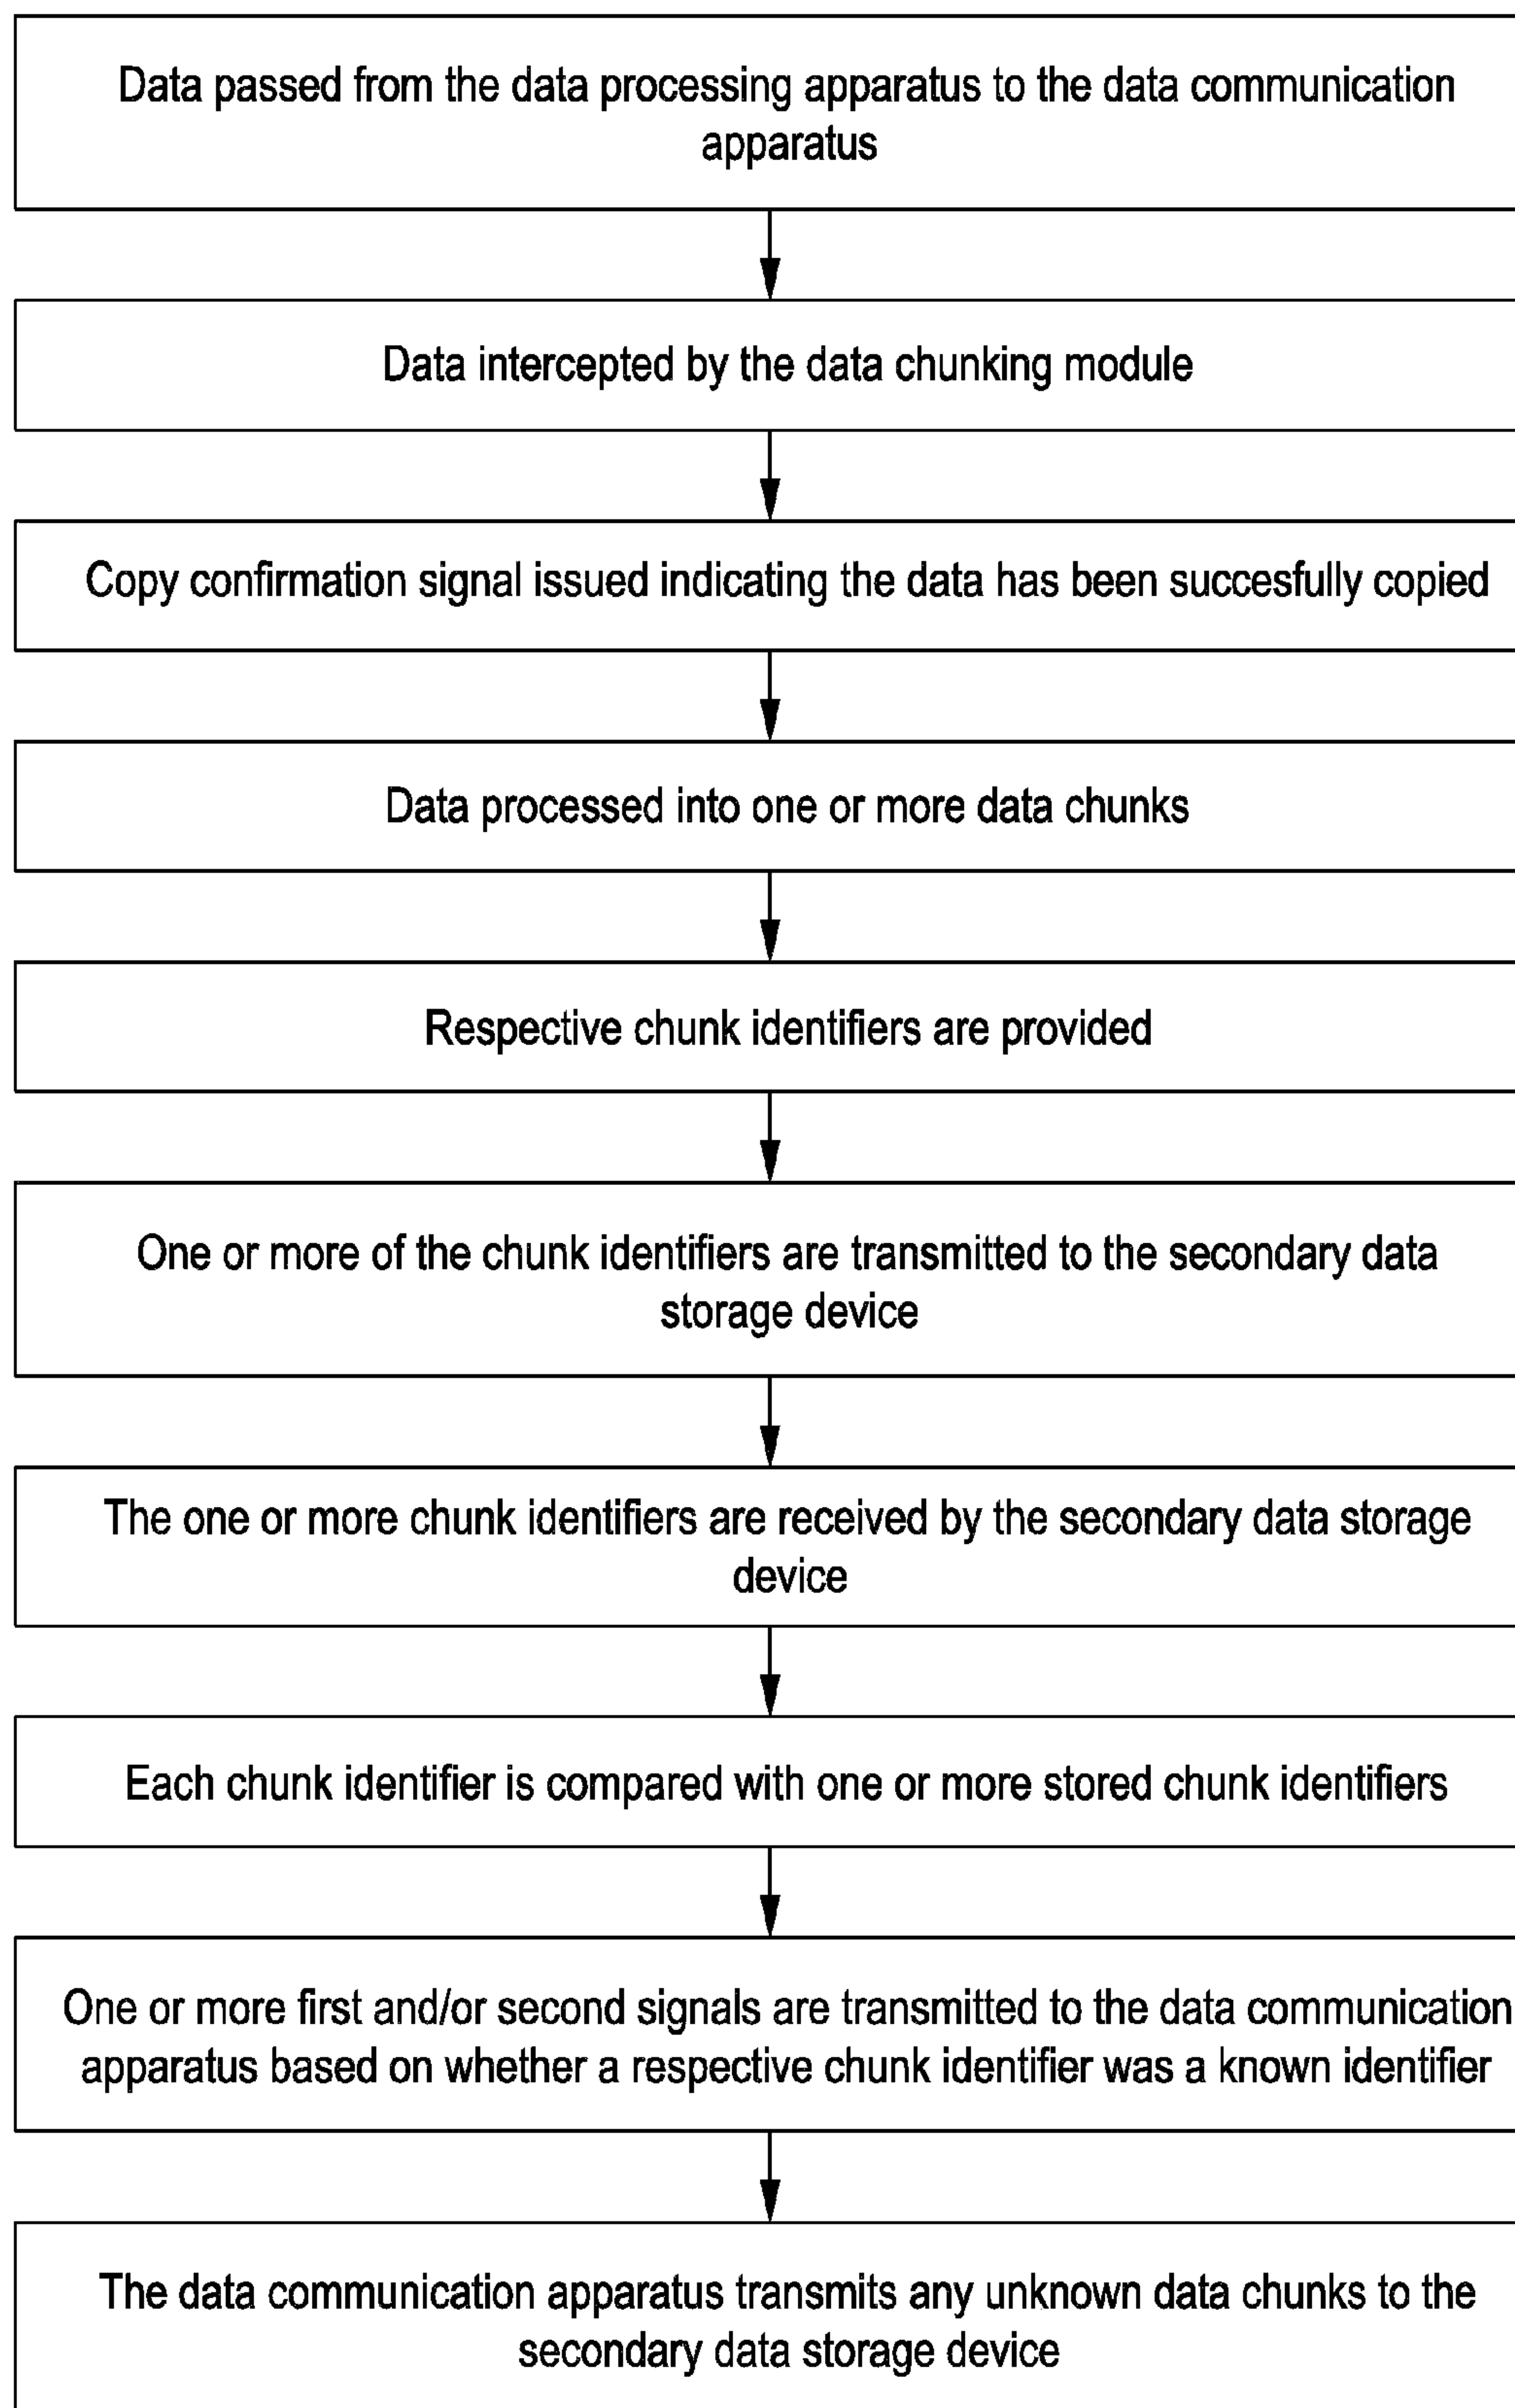 Data passed from the data processing apparatus to the data communication
apparatus
Data intercepted by the data chunking module
Copy confirmation signal issued indicating the data has been succesfully copied
Data processed into one or more data chunks
Respective chunk identifiers are provided
One or more of the chunk identifiers are transmitted to the secondary data
storage device
The one or more chunk identifiers are received by the secondary data storage
device
Each chunk identifier is compared with one or more stored chunk identifiers
One or more first and/or second signals are transmitted to the data communication
apparatus based on whether a respective chunk identifier was a known identifier
The data communication apparatus transmits any unknown data chunks to the
secondary data storage device